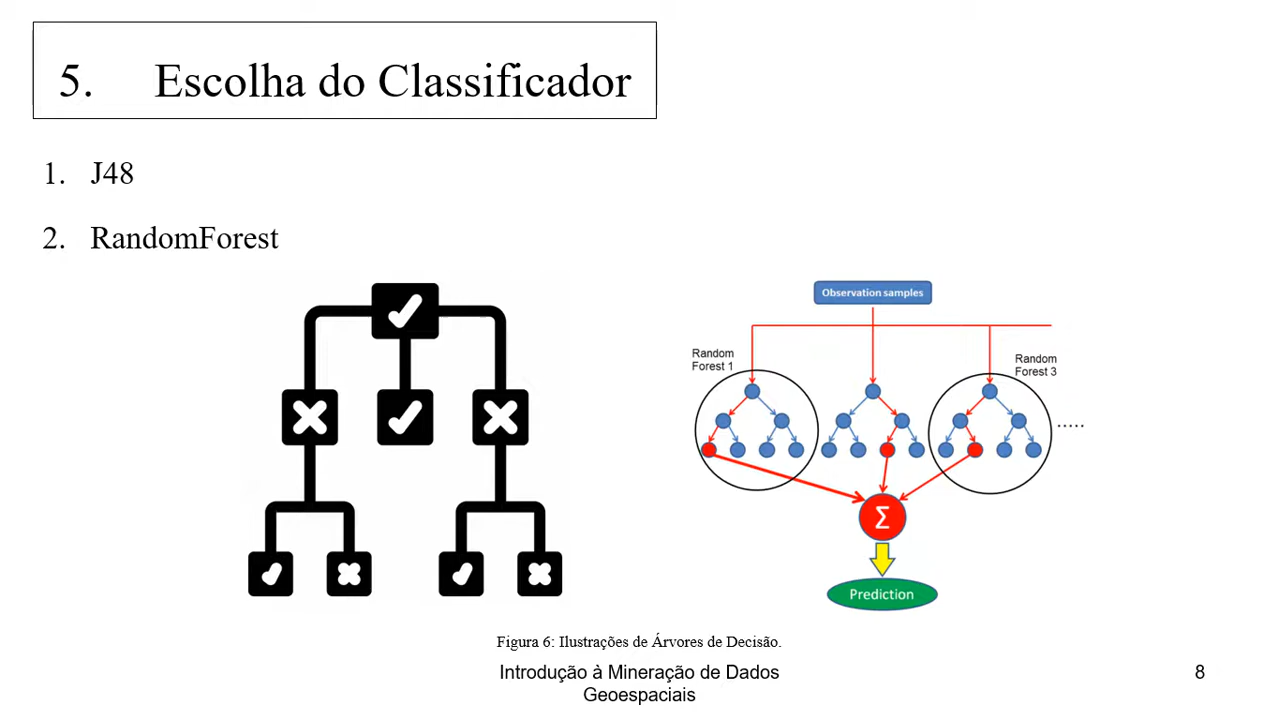 5. Escolha do Classificador
1. J48
2. RandomForest
Observation samples
Random
Forest 1
Random
Forest 3
.....
Σ
Prediction
Figura 6: Ilustrações de Árvores de Decisão.
Introdução à Mineração de Dados
Geoespaciais
8